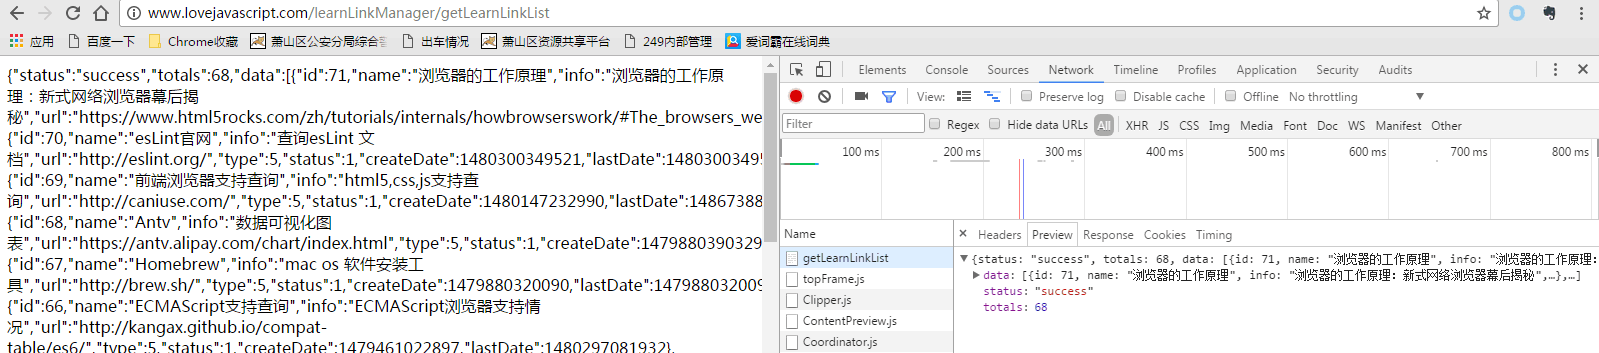 www.lovejavascript.com/learnLinkManager/getLearnLinkList
应用 百度一下 Chrome收藏 萧山区公安分局综合 出车情况 萧山区资源共享平台 249内部管理 爱词霸在线词典
{"status":"success","totals":68,"data":[{"id":71,"name":"浏览器的工作原理","info":"浏览器的工作原
理：新式网络浏览器幕后揭
秘","url":"https://www.html5rocks.com/zh/tutorials/internals/howbrowserswork/#The_browsers_we
{"id":70,"name":"esLint官网","info":"查询esLint 文
档","url":"http://eslint.org/","type":5,"status":1,"createDate":1480300349521,"lastDate":1480300349
{"id":69,"name":"前端浏览器支持查询","info":"html5,css,js支持查
询","url":"http://caniuse.com/","type":5,"status":1,"createDate":1480147232990,"lastDate":14867388
{"id":68,"name":"Antv","info":"数据可视化图
表","url":"https://antv.alipay.com/chart/index.html","type":5,"status":1,"createDate":1479880390329
{"id":67,"name":"Homebrew","info":"mac os 软件安装工
具","url":"http://brew.sh/","type":5,"status":1,"createDate":1479880320090,"lastDate":147988032009
{"id":66,"name":"ECMAScript支持查询","info":"ECMAScript浏览器支持情
况","url":"http://kangax.github.io/compat-
table/es6/","type":5,"status":1,"createDate":1479461022897,"lastDate":1480297081932},
Elements Console Sources Network Timeline Profiles Application Security Audits
View: Preserve log Disable cache Offline No throttling
Filter Regex Hide data URLs All XHR JS CSS Img Media Font Doc WS Manifest Other
100 ms 200 ms 300 ms 400 ms 500 ms 600 ms 700 ms 800 ms
Name
getLearnLinkList
topFrame.js
Clipper.js
ContentPreview.js
Coordinator.js
Headers Preview Response Cookies Timing
{status: "success", totals: 68, data: [{id: 71, name: "浏览器的工作原理", info: "浏览器的工作原理:
data: [{id: 71, name: "浏览器的工作原理", info: "浏览器的工作原理：新式网络浏览器幕后揭秘",…},…]
status: "success"
totals: 68